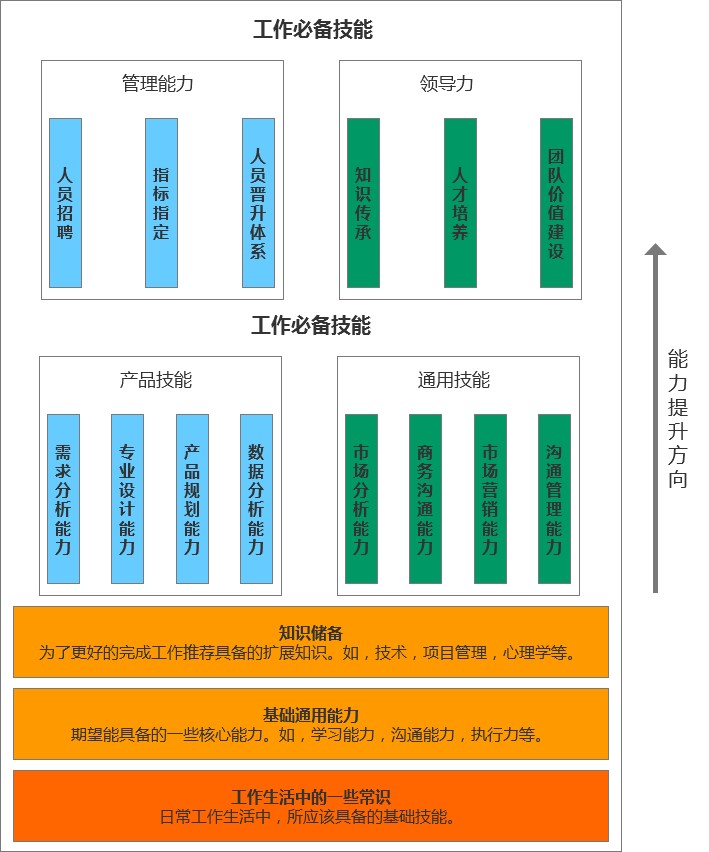 工作必备技能
管理能力
人员招聘
指标指定
人员晋升体系
领导力
知识传承
人才培养
团队价值建设
工作必备技能
产品技能
需求分析能力
专业设计能力
产品规划能力
数据分析能力
通用技能
市场分析能力
商务沟通能力
市场营销能力
沟通管理能力
能力提升方向
知识储备
为了更好的完成工作推荐具备的扩展知识。如，技术，项目管理，心理学等。
基础通用能力
期望能具备的一些核心能力。如，学习能力，沟通能力，执行力等。
工作生活中的一些常识
日常工作生活中，所应该具备的基础技能。